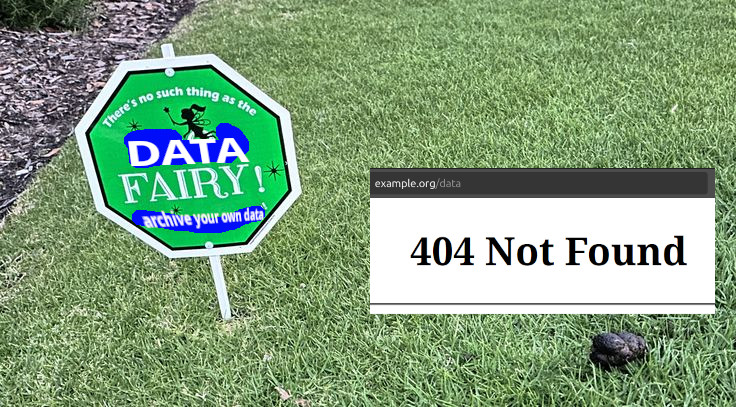 There's no such thing as the
DATA
FAIRY!
archive your own data!
example.org/data
404 Not Found